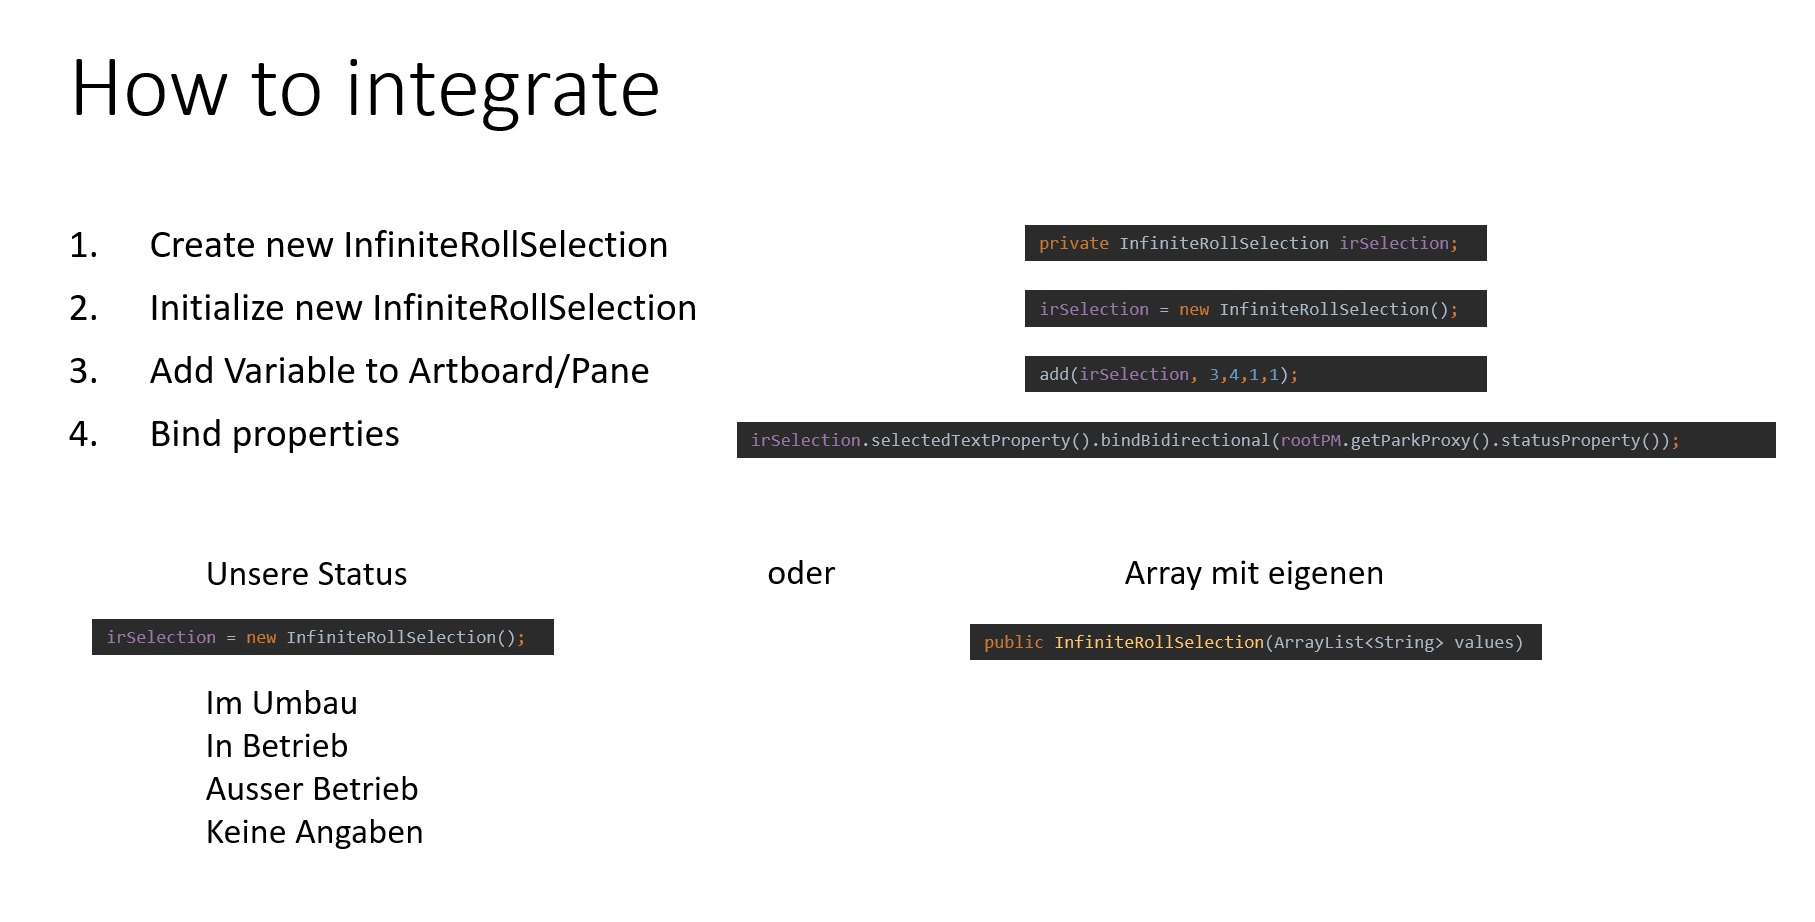 How to integrate
1. Create new InfiniteRollSelection
private InfiniteRollSelection irSelection;
2. Initialize new InfiniteRollSelection
irSelection = new InfiniteRollSelection();
3. Add Variable to Artboard/Pane
add(irSelection, 3,4,1,1);
4. Bind properties
irSelection.selectedTextProperty().bindBidirectional(rootPM.getParkProxy().statusProperty());
Unsere Status
oder
Array mit eigenen
irSelection = new InfiniteRollSelection();
public InfiniteRollSelection(ArrayList<String> values)
Im Umbau
In Betrieb
Ausser Betrieb
Keine Angaben